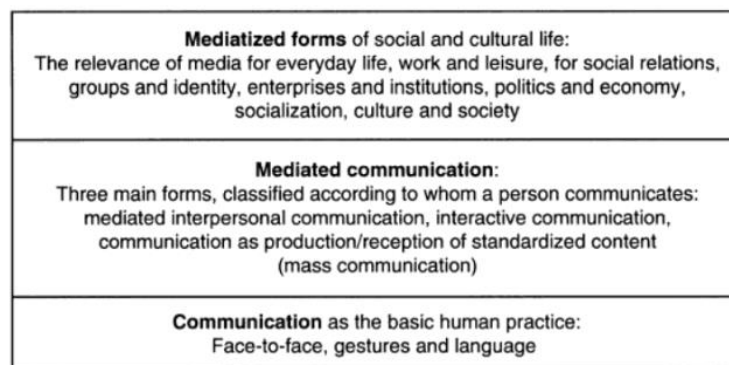 Mediatized forms of social and cultural life:
The relevance of media for everyday life, work and leisure, for social relations,
groups and identity, enterprises and institutions, politics and economy,
socialization, culture and society
Mediated communication:
Three main forms, classified according to whom a person communicates:
mediated interpersonal communication, interactive communication,
communication as production/reception of standardized content
(mass communication)
Communication as the basic human practice:
Face-to-face, gestures and language